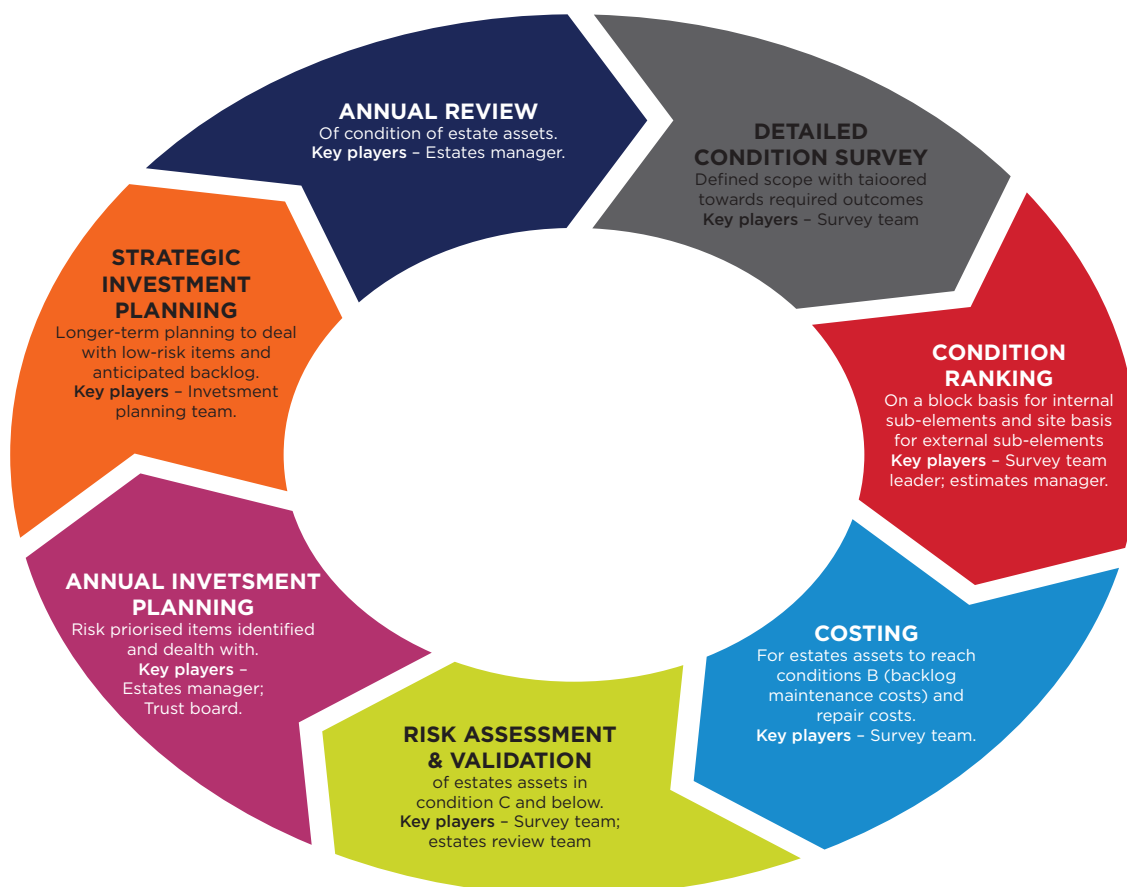 ANNUAL REVIEW
Of condition of estate assets.
Key players – Estates manager.
DETAILED
CONDITION SURVEY
Defined scope with taioored
towards required outcomes
Key players – Survey team
CONDITION
RANKING
On a block basis for internal
sub-elements and site basis
for external sub-elements
Key players – Survey team
leader; estimates manager.
COSTING
For estates assets to reach
conditions B (backlog
maintenance costs) and
repair costs.
Key players – Survey team.
RISK ASSESSMENT
& VALIDATION
of estates assets in
condition C and below.
Key players – Survey team;
estates review team
ANNUAL INVETSMENT
PLANNING
Risk priorised items identified
and dealth with.
Key players –
Estates manager;
Trust board.
STRATEGIC
INVESTMENT
PLANNING
Longer-term planning to deal
with low-risk items and
anticipated backlog.
Key players – Invetsment
planning team.